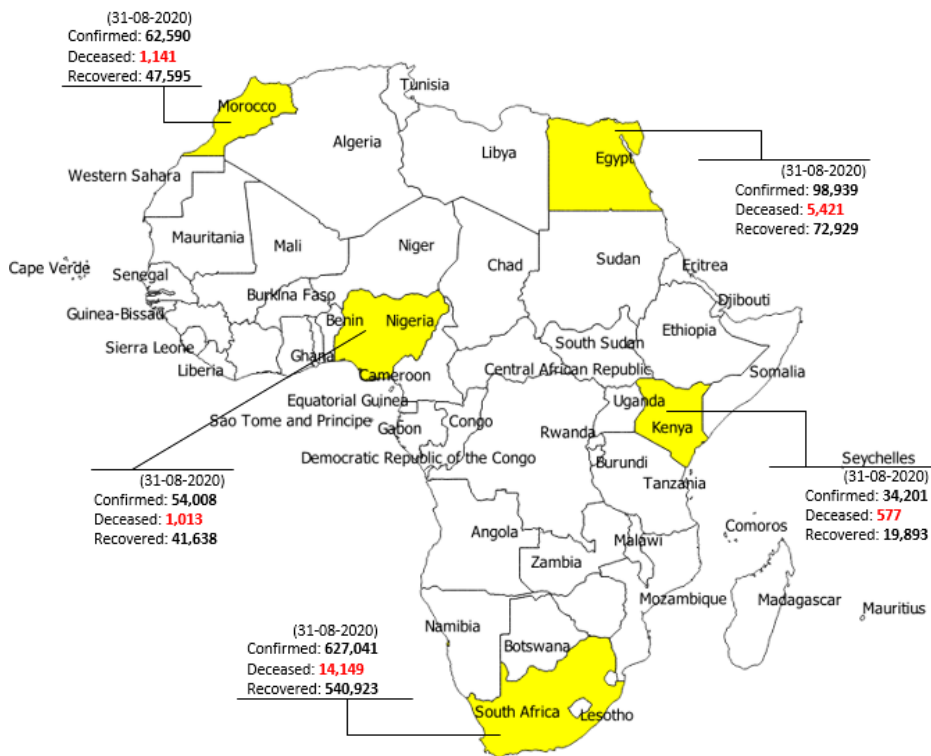 (31-08-2020)
Confirmed: 62,590
Deceased: 1,141
Recovered: 47,595
Tunisia
Morocco
Algeria
Libya
Egypt
(31-08-2020)
Confirmed: 98,939
Deceased: 5,421
Recovered: 72,929
Western Sahara
Mauritania
Mali
Niger
Chad
Sudan
Eritrea
Cape Verde
Senegal
Burkina Faso
Djibouti
Guinea-Bissau
Benin
Nigeria
Ethiopia
Sierra Leone
Ghana
South Sudan
Liberia
Cameroon
Central African Republic
Somalia
Equatorial Guinea
Uganda
Sao Tome and Principe
Gabon
Congo
Kenya
Rwanda
Democratic Republic of the Congo
Burundi
Seychelles
Tanzania
(31-08-2020)
Confirmed: 54,008
Deceased: 1,013
Recovered: 41,638
(31-08-2020)
Confirmed: 34,201
Deceased: 577
Recovered: 19,893
Angola
Comoros
Malawi
Zambia
Mozambique
Madagascar
Mauritius
Namibia
Botswana
(31-08-2020)
Confirmed: 627,041
Deceased: 14,149
Recovered: 540,923
South Africa
Lesotho